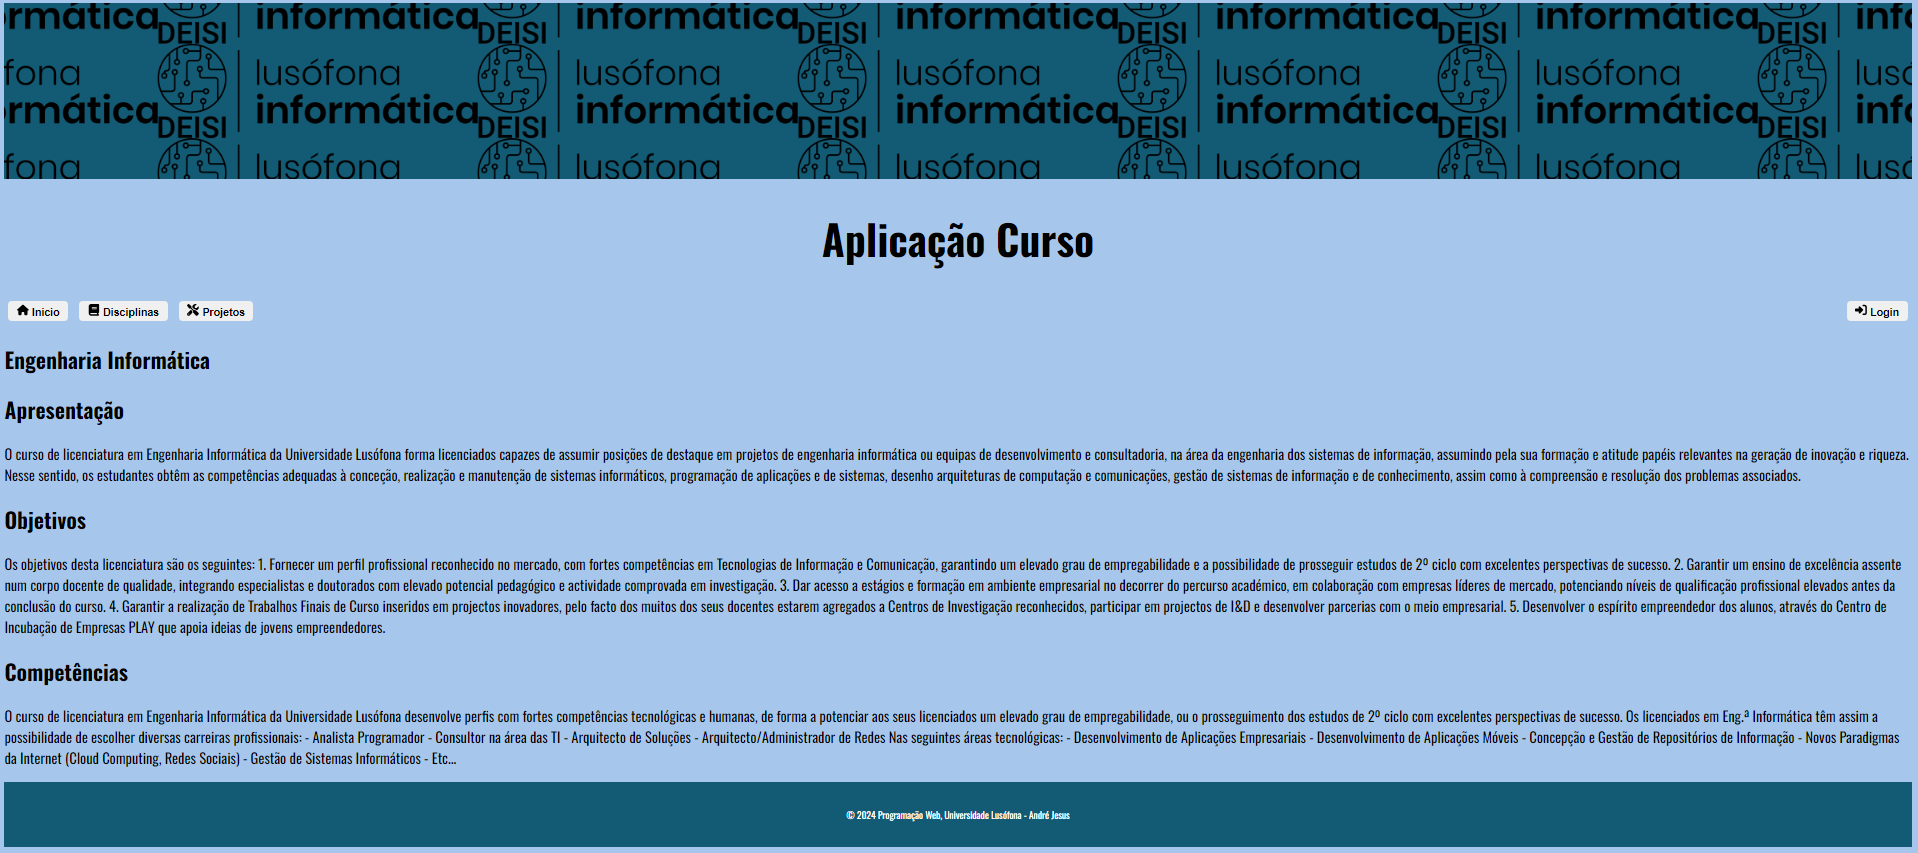 informática informática informática informática informática
DEISI DEISI DEISI DEISI DEISI DEISI
lusófona lusófona lusófona lusófona lusófona
informática informática informática informática informática
DEISI DEISI DEISI DEISI DEISI DEISI
lusófona lusófona lusófona lusófona lusófona
Aplicação Curso
Inicio Disciplinas Projetos Login
Engenharia Informática
Apresentação
O curso de licenciatura em Engenharia Informática da Universidade Lusófona forma licenciados capazes de assumir posições de destaque em projetos de engenharia informática ou equipas de desenvolvimento e consultadoria, na área da engenharia dos sistemas de informação, assumindo pela sua formação e atitude papéis relevantes na geração de inovação e riqueza.
Nesse sentido, os estudantes obtêm as competências adequadas à conceção, realização e manutenção de sistemas informáticos, programação de aplicações e de sistemas, desenho arquiteturas de computação e comunicações, gestão de sistemas de informação e de conhecimento, assim como à compreensão e resolução dos problemas associados.
Objetivos
Os objetivos desta licenciatura são os seguintes: 1. Fornecer um perfil profissional reconhecido no mercado, com fortes competências em Tecnologias de Informação e Comunicação, garantindo um elevado grau de empregabilidade e a possibilidade de prosseguir estudos de 2º ciclo com excelentes perspectivas de sucesso. 2. Garantir um ensino de excelência assente
num corpo docente de qualidade, integrando especialistas e doutorados com elevado potencial pedagógico e actividade comprovada em investigação. 3. Dar acesso a estágios e formação em ambiente empresarial no decorrer do percurso académico, em colaboração com empresas líderes de mercado, potenciando níveis de qualificação profissional elevados antes da
conclusão do curso. 4. Garantir a realização de Trabalhos Finais de Curso inseridos em projectos inovadores, pelo facto dos muitos dos seus docentes estarem agregados a Centros de Investigação reconhecidos, participar em projectos de I&D e desenvolver parcerias com o meio empresarial. 5. Desenvolver o espírito empreendedor dos alunos, através do Centro de
Incubação de Empresas PLAY que apoia ideias de jovens empreendedores.
Competências
O curso de licenciatura em Engenharia Informática da Universidade Lusófona desenvolve perfis com fortes competências tecnológicas e humanas, de forma a potenciar aos seus licenciados um elevado grau de empregabilidade, ou o prosseguimento dos estudos de 2º ciclo com excelentes perspectivas de sucesso. Os licenciados em Eng.ª Informática têm assim a
possibilidade de escolher diversas carreiras profissionais: - Analista Programador - Consultor na área das TI - Arquitecto de Soluções - Arquitecto/Administrador de Redes Nas seguintes áreas tecnológicas: - Desenvolvimento de Aplicações Empresariais - Desenvolvimento de Aplicações Móveis - Concepção e Gestão de Repositórios de Informação - Novos Paradigmas
da Internet (Cloud Computing, Redes Sociais) - Gestão de Sistemas Informáticos - Etc...
© 2024 Programação Web, Universidade Lusófona - André Jesus